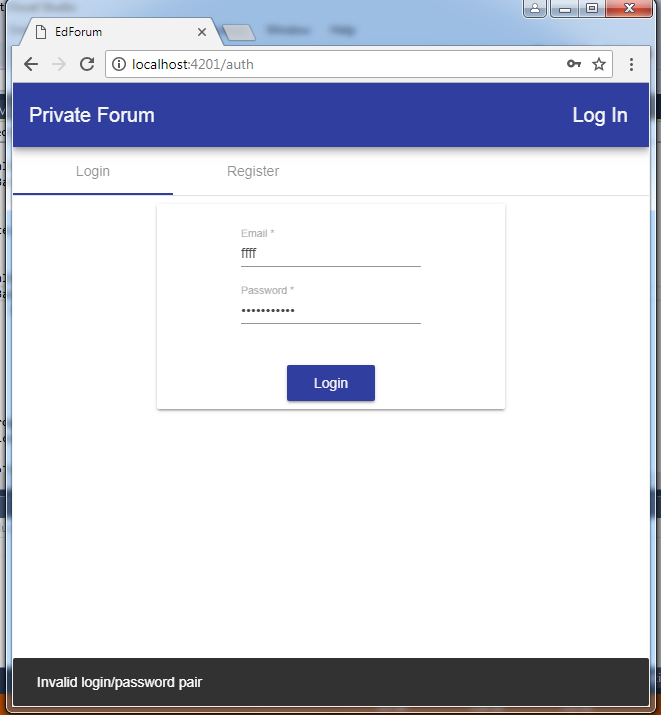 EdForum
localhost:4201/auth
Private Forum
Log In
Login
Register
Email *
ffff
Password *
•••••••••••
Login
Invalid login/password pair